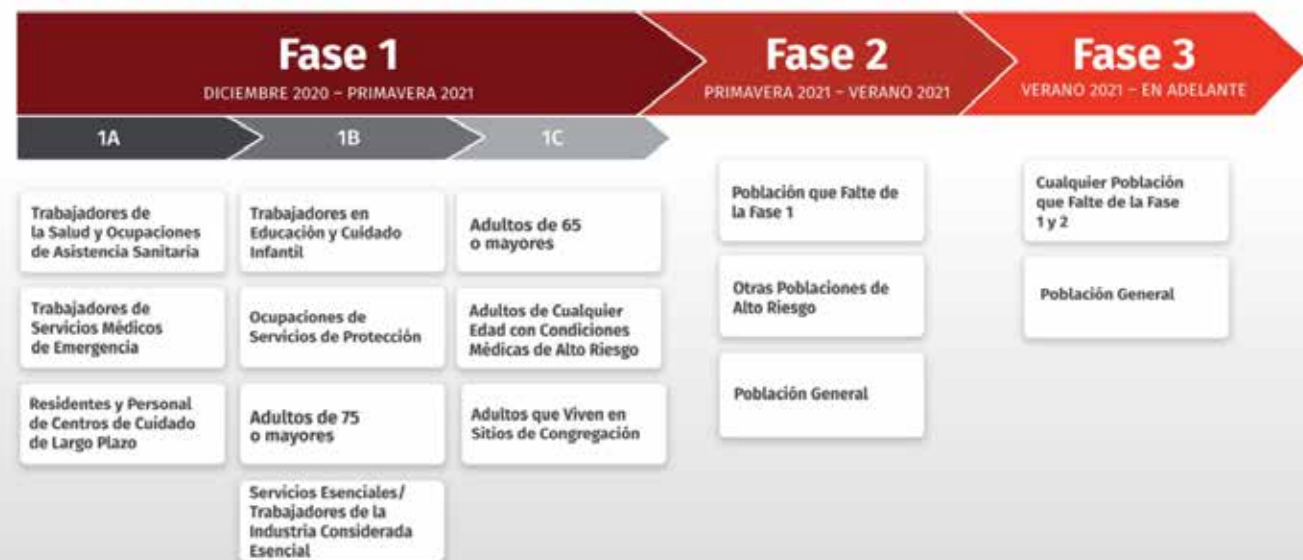 Fase 1
DICIEMBRE 2020 – PRIMAVERA 2021
Fase 2
PRIMAVERA 2021 – VERANO 2021
Fase 3
VERANO 2021 – EN ADELANTE
1A
1B
1C
Trabajadores de
la Salud y Ocupaciones
de Asistencia Sanitaria
Trabajadores de
Servicios Médicos
de Emergencia
Residentes y Personal
de Centros de Cuidado
de Largo Plazo
Trabajadores en
Educación y Cuidado
Infantil
Ocupaciones de
Servicios de Protección
Adultos de 75
o mayores
Servicios Esenciales/
Trabajadores de la
Industria Considerada
Esencial
Adultos de 65
o mayores
Adultos de Cualquier
Edad con Condiciones
Médicas de Alto Riesgo
Adultos que Viven en
Sitios de Congregación
Población que Falte de
la Fase 1
Otras Poblaciones de
Alto Riesgo
Población General
Cualquier Población
que Falte de la Fase
1 y 2
Población General